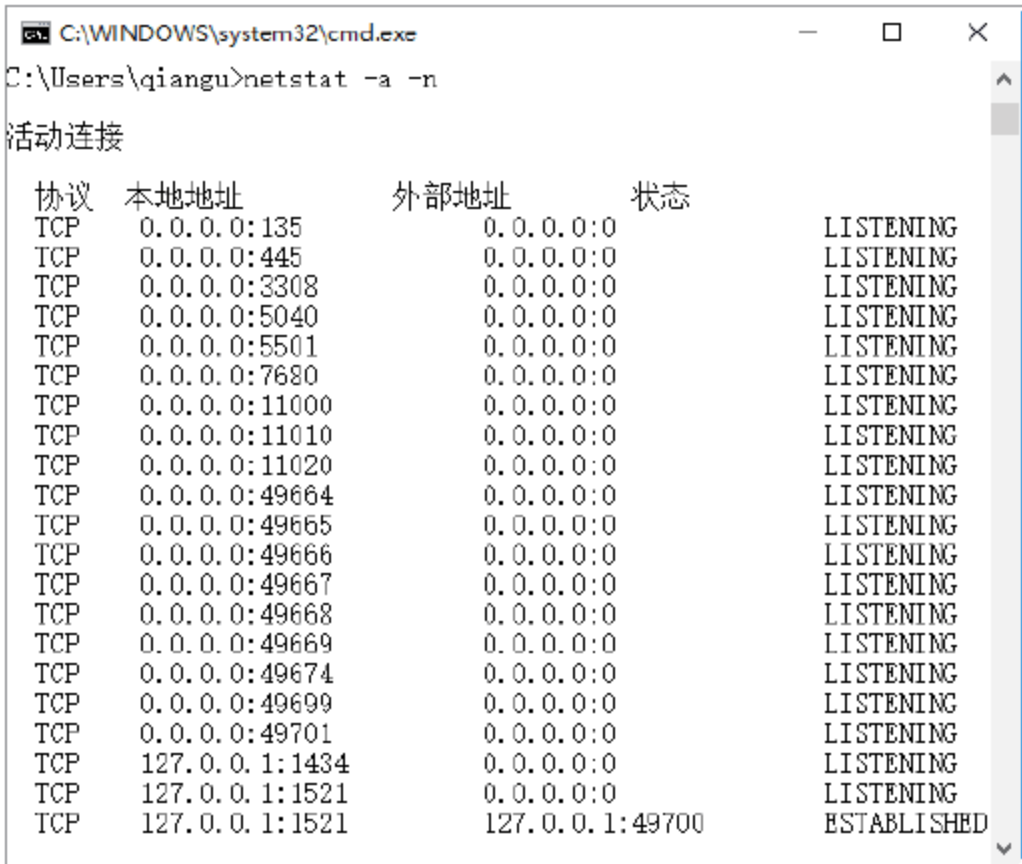 C:\WINDOWS\system32\cmd.exe
C:\Users\qiangu>netstat -a -n
活动连接
协议 本地地址 外部地址 状态
TCP 0.0.0.0:135 0.0.0.0:0 LISTENING
TCP 0.0.0.0:445 0.0.0.0:0 LISTENING
TCP 0.0.0.0:3308 0.0.0.0:0 LISTENING
TCP 0.0.0.0:5040 0.0.0.0:0 LISTENING
TCP 0.0.0.0:5501 0.0.0.0:0 LISTENING
TCP 0.0.0.0:7680 0.0.0.0:0 LISTENING
TCP 0.0.0.0:11000 0.0.0.0:0 LISTENING
TCP 0.0.0.0:11010 0.0.0.0:0 LISTENING
TCP 0.0.0.0:11020 0.0.0.0:0 LISTENING
TCP 0.0.0.0:49664 0.0.0.0:0 LISTENING
TCP 0.0.0.0:49665 0.0.0.0:0 LISTENING
TCP 0.0.0.0:49666 0.0.0.0:0 LISTENING
TCP 0.0.0.0:49667 0.0.0.0:0 LISTENING
TCP 0.0.0.0:49668 0.0.0.0:0 LISTENING
TCP 0.0.0.0:49669 0.0.0.0:0 LISTENING
TCP 0.0.0.0:49674 0.0.0.0:0 LISTENING
TCP 0.0.0.0:49699 0.0.0.0:0 LISTENING
TCP 0.0.0.0:49701 0.0.0.0:0 LISTENING
TCP 127.0.0.1:1434 0.0.0.0:0 LISTENING
TCP 127.0.0.1:1521 0.0.0.0:0 LISTENING
TCP 127.0.0.1:1521 127.0.0.1:49700 ESTABLISHED